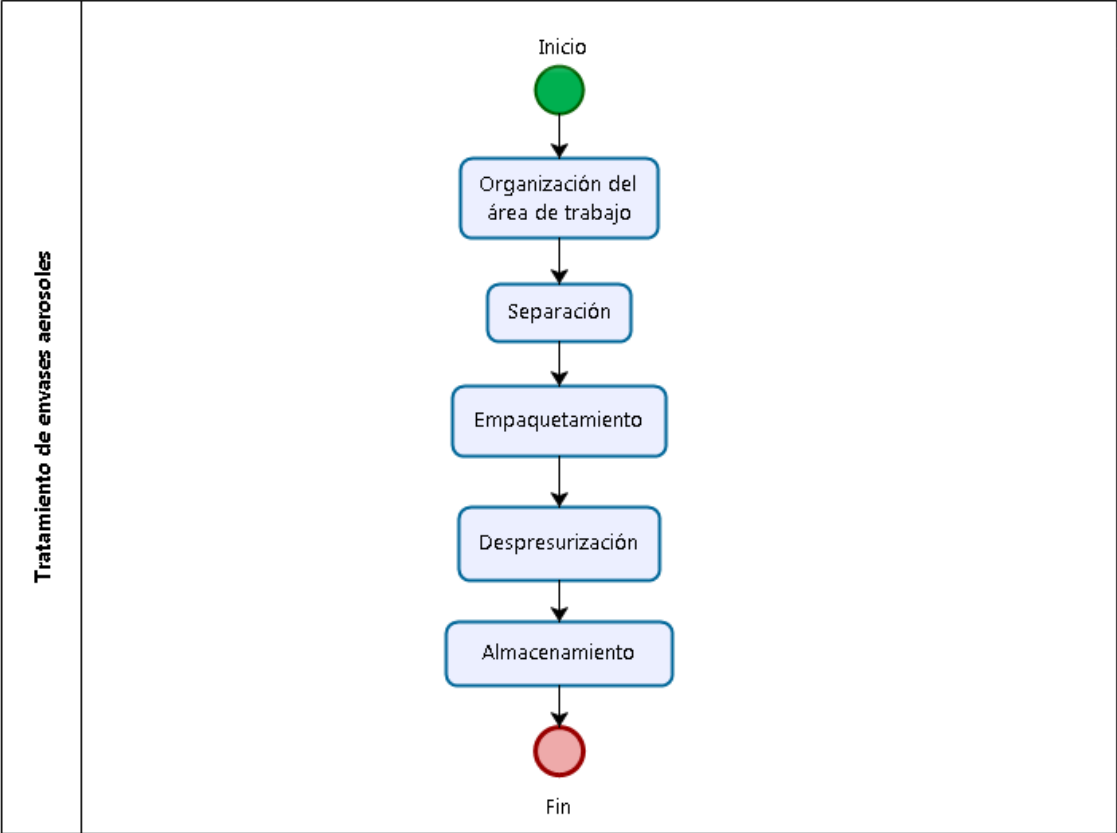 Tratamiento de envases aerosoles
Inicio
Organización del
área de trabajo
Separación
Empaquetamiento
Despresurización
Almacenamiento
Fin